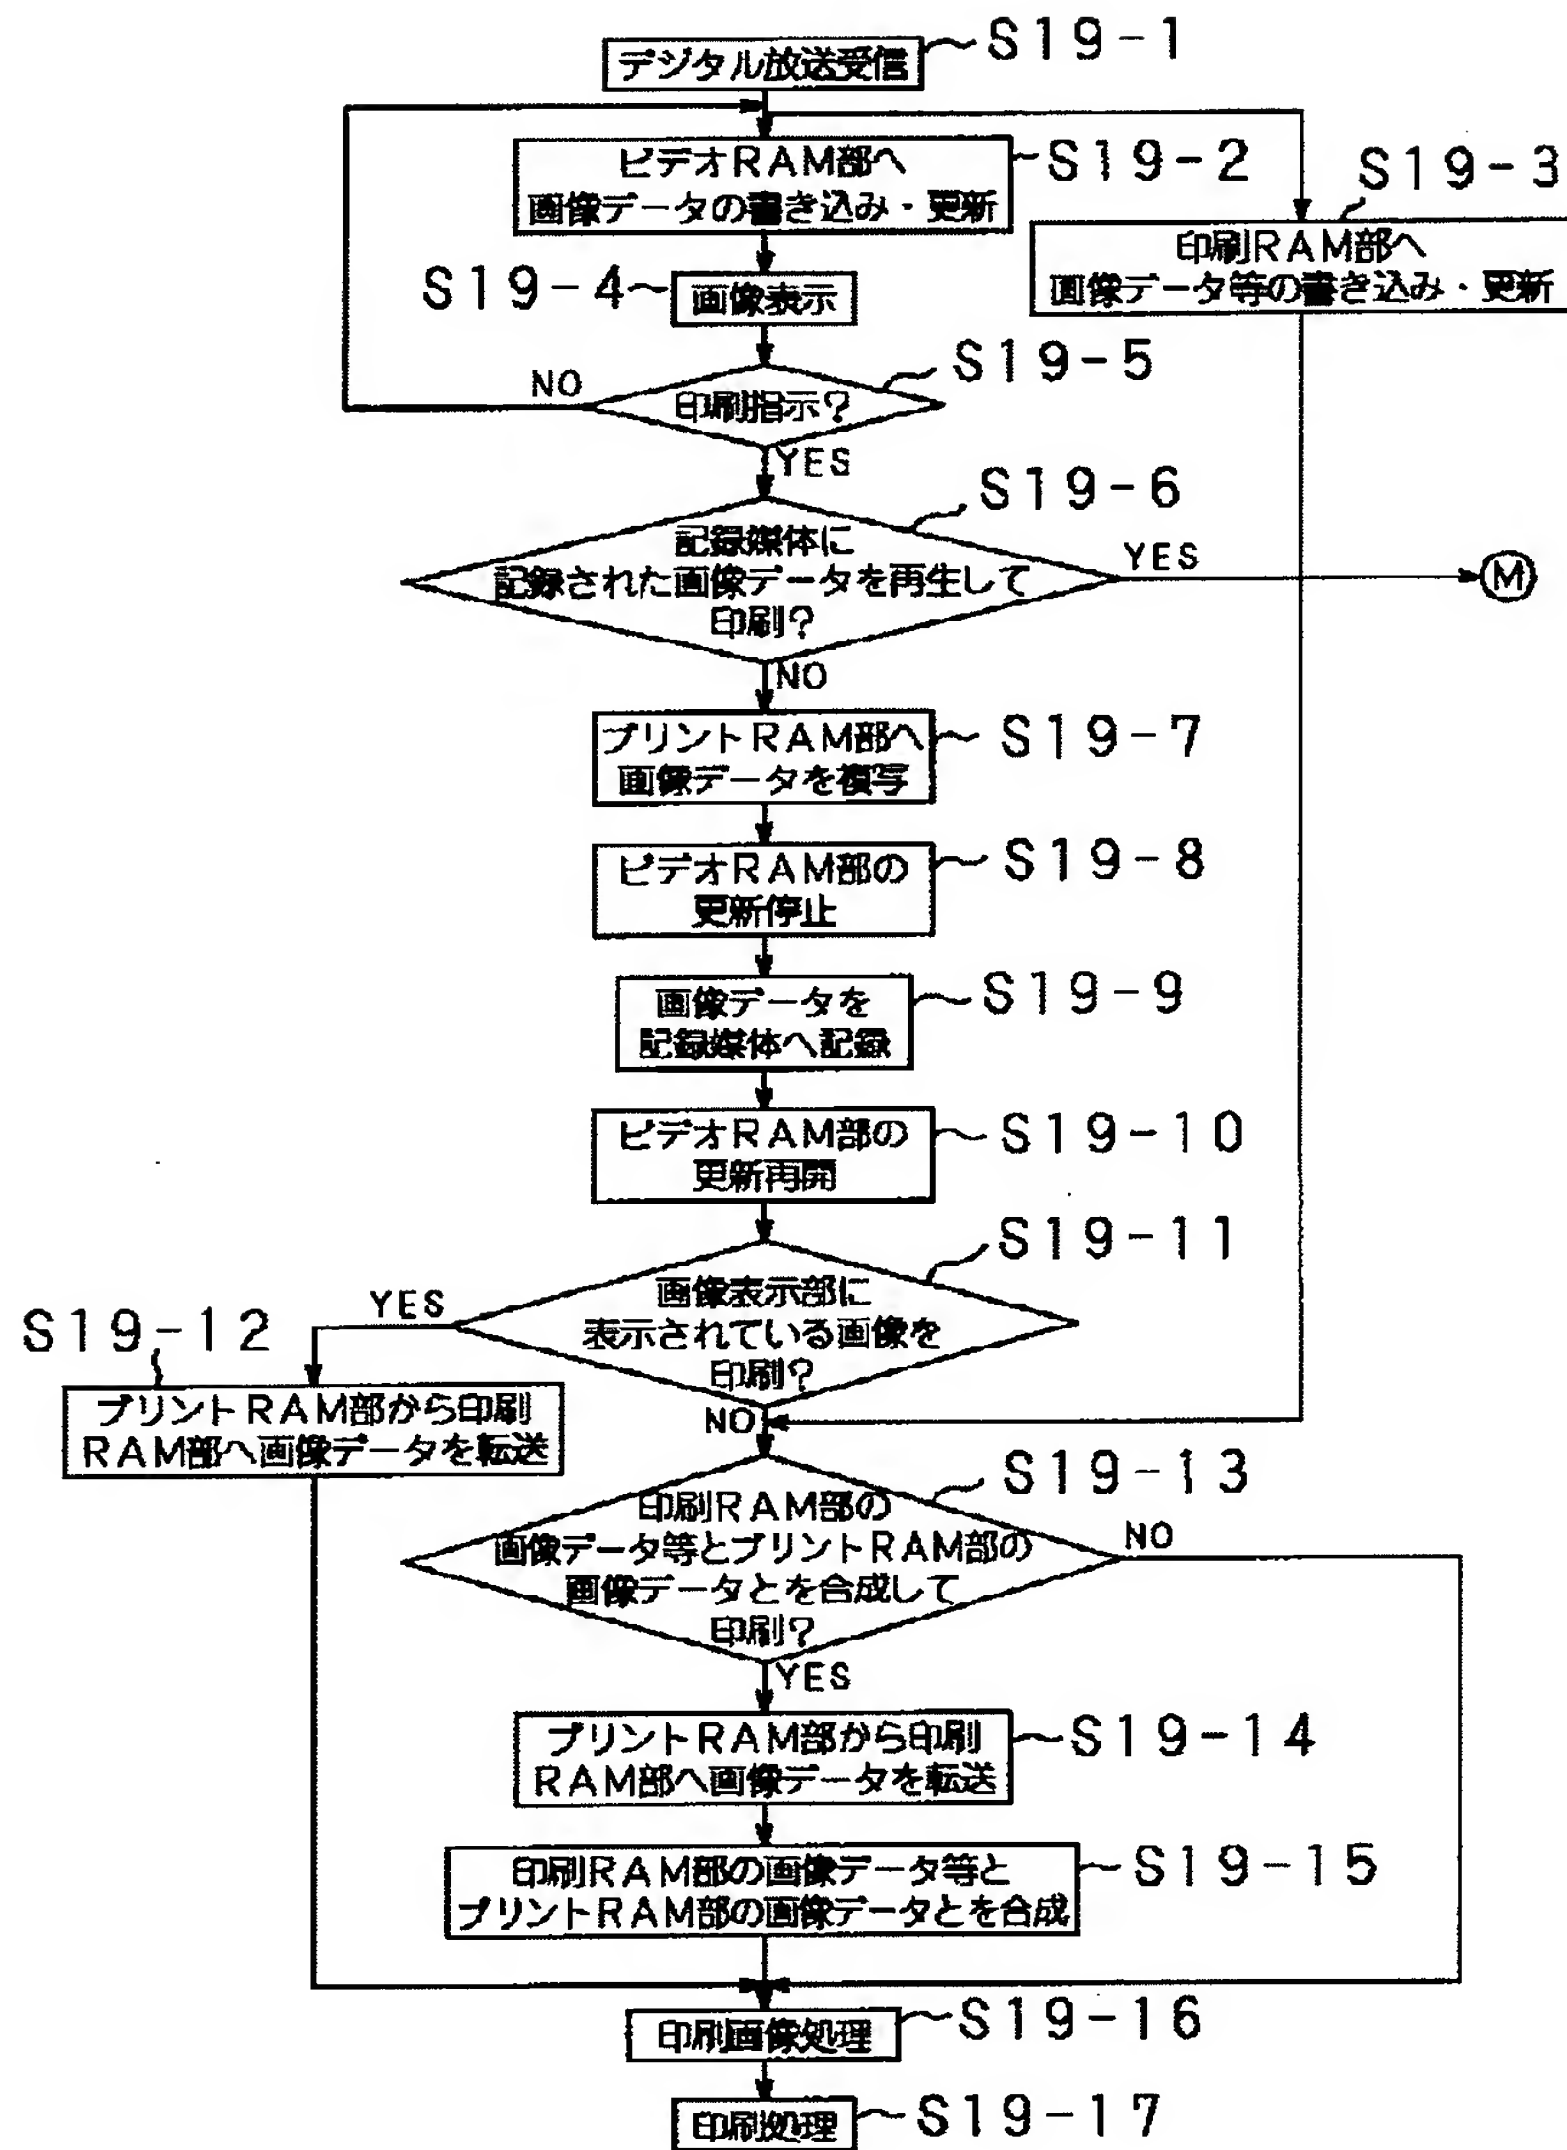 S19-1
デジタル放送受信
S19-2
ビデオRAM部へ
画像データの書き込み・更新
S19-3
印刷RAM部へ
画像データ等の書き込み・更新
S19-4
画像表示
S19-5
NO
印刷指示?
YES
S19-6
記録媒体に
記録された画像データを再生して
印刷?
YES
M
NO
プリントRAM部へ
画像データを複写
S19-7
ビデオRAM部の
更新停止
S19-8
画像データを
記録媒体へ記録
S19-9
ビデオRAM部の
更新再開
S19-10
S19-11
画像表示部に
表示されている画像を
印刷?
YES
S19-12
プリントRAM部から印刷
RAM部へ画像データを転送
NO
S19-13
印刷RAM部の
画像データ等とプリントRAM部の
画像データとを合成して
印刷?
NO
YES
プリントRAM部から印刷
RAM部へ画像データを転送
S19-14
印刷RAM部の画像データ等と
プリントRAM部の画像データとを合成
S19-15
印刷画像処理
S19-16
印刷処理
S19-17